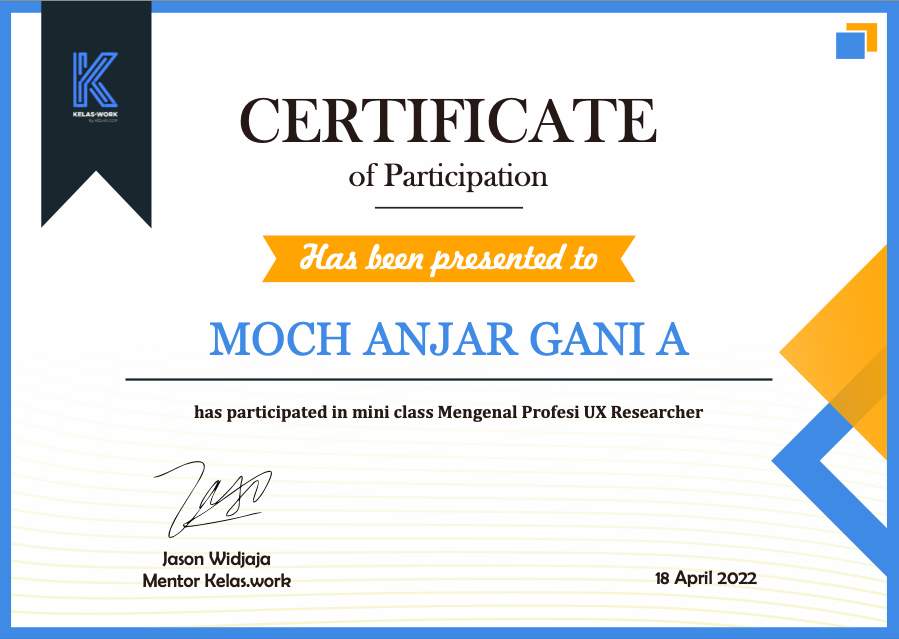 KELAS-WORK
CERTIFICATE
of Participation
Has been presented to
MOCH ANJAR GANI A
has participated in mini class Mengenal Profesi UX Researcher
Jason Widjaja
Mentor Kelas.work
18 April 2022